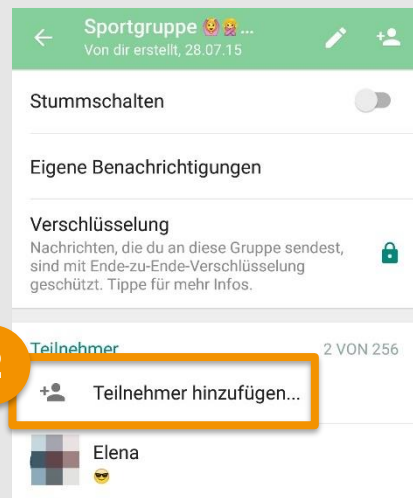 Sportgruppe 🙆👧...
Von dir erstellt, 28.07.15
Stummschalten
Eigene Benachrichtigungen
Verschlüsselung
Nachrichten, die du an diese Gruppe sendest,
sind mit Ende-zu-Ende-Verschlüsselung
geschützt. Tippe für mehr Infos.
Teilnehmer 2 VON 256
Teilnehmer hinzufügen...
Elena
😎